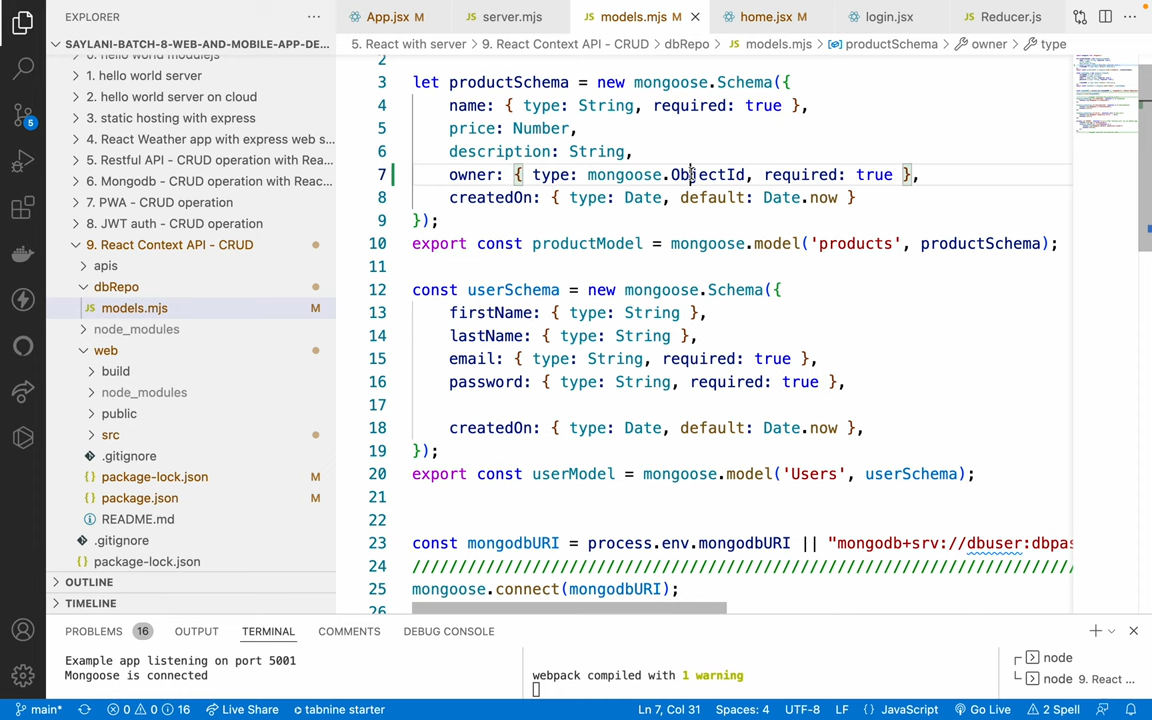 EXPLORER
App.jsx M
server.mjs
models.mjs M
home.jsx M
login.jsx
Reducer.js
SAYLANI-BATCH-8-WEB-AND-MOBILE-APP-DE...
5. React with server > 9. React Context API - CRUD > dbRepo > JS models.mjs > productSchema > owner > type
0. hello world modulejs
1. hello world server
2. hello world server on cloud
3. static hosting with express
4. React Weather app with express web s...
5. Restful API - CRUD operation with Rea...
6. Mongodb - CRUD operation with Reac...
7. PWA - CRUD operation
8. JWT auth - CRUD operation
9. React Context API - CRUD
apis
dbRepo
JS models.mjs M
node_modules
web
build
node_modules
public
src
.gitignore
package-lock.json M
package.json M
README.md
.gitignore
package-lock.json
OUTLINE
TIMELINE
2
3 let productSchema = new mongoose.Schema({
4 name: { type: String, required: true },
5 price: Number,
6 description: String,
7 owner: { type: mongoose.ObjectId, required: true },
8 createdOn: { type: Date, default: Date.now }
9 });
10 export const productModel = mongoose.model('products', productSchema);
11
12 const userSchema = new mongoose.Schema({
13 firstName: { type: String },
14 lastName: { type: String },
15 email: { type: String, required: true },
16 password: { type: String, required: true },
17
18 createdOn: { type: Date, default: Date.now },
19 });
20 export const userModel = mongoose.model('Users', userSchema);
21
22
23 const mongodbURI = process.env.mongodbURI || "mongodb+srv://dbuser:dbpas
24 ////////////////////////////////////////////////////////////////////////
25 mongoose.connect(mongodbURI);
26
PROBLEMS 16 OUTPUT TERMINAL COMMENTS DEBUG CONSOLE
Example app listening on port 5001
Mongoose is connected
webpack compiled with 1 warning
node
node 9. React ...
5
main* 0 0 16 Live Share tabnine starter Ln 7, Col 31 Spaces: 4 UTF-8 LF {} JavaScript Go Live 2 Spell